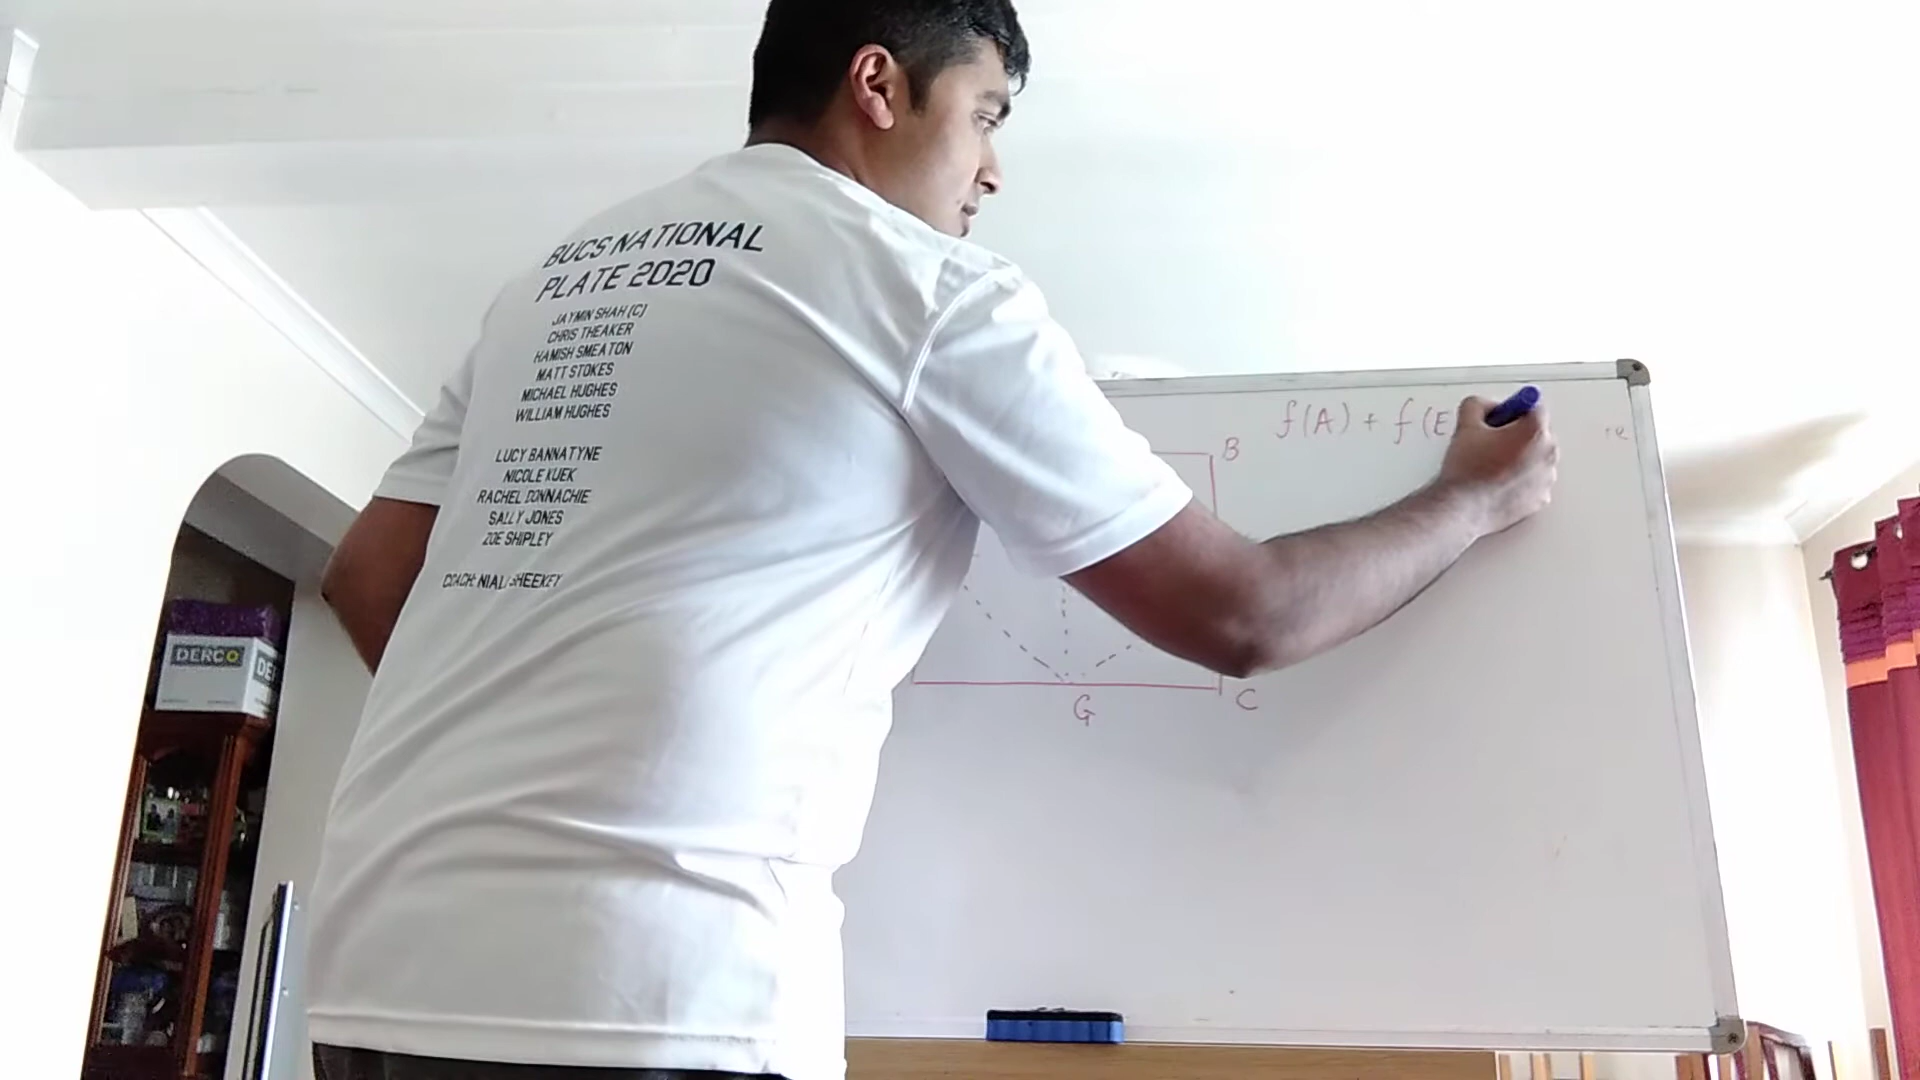 BUCS NATIONAL
PLATE 2020
JAYMIN SHAH (C)
CHRIS THEAKER
HAMISH SMEATON
MATT STOKES
MICHAEL HUGHES
WILLIAM HUGHES
LUCY BANNATYNE
NICOLE KUEK
RACHEL DONNACHIE
SALLY JONES
ZOE SHIPLEY
COACH: NIALL SHEEKEY
DERCO
DE
f(A) + f(E
B
G
C